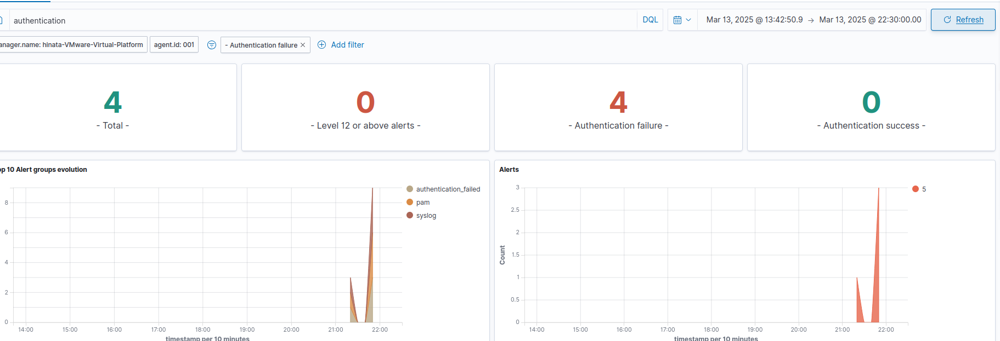 authentication
DQL
Mar 13, 2025 @ 13:42:50.9 → Mar 13, 2025 @ 22:30:00.00
Refresh
anager.name: hinata-VMware-Virtual-Platform
agent.id: 001
- Authentication failure ×
Add filter
4
- Total -
0
- Level 12 or above alerts -
4
- Authentication failure -
0
- Authentication success -
op 10 Alert groups evolution
8
6
4
2
0
14:00 15:00 16:00 17:00 18:00 19:00 20:00 21:00 22:00
timestamp per 10 minutes
authentication_failed
pam
syslog
Alerts
Count
3
2.5
2
1.5
1
0.5
0
14:00 15:00 16:00 17:00 18:00 19:00 20:00 21:00 22:00
timestamp per 10 minutes
5